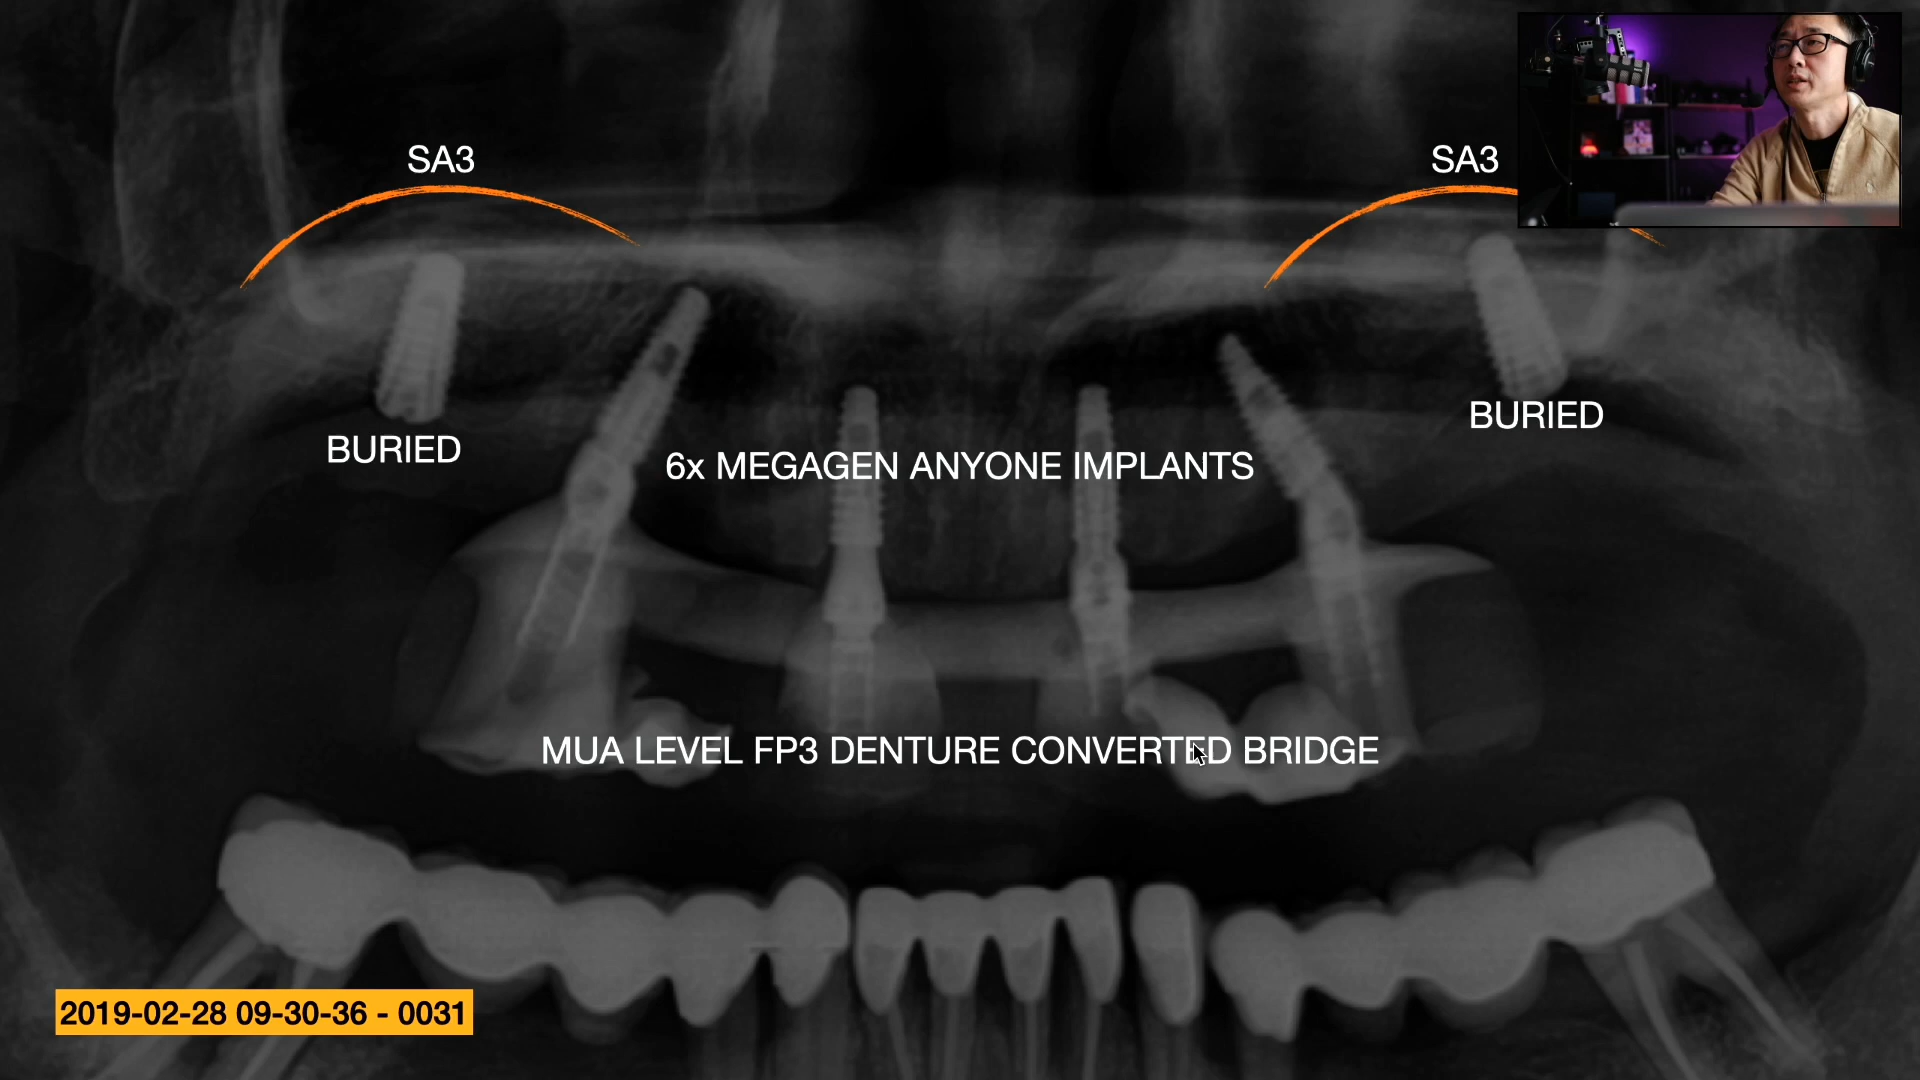 SA3
SA3
BURIED
BURIED
6x MEGAGEN ANYONE IMPLANTS
MUA LEVEL FP3 DENTURE CONVERTED BRIDGE
2019-02-28 09-30-36 - 0031